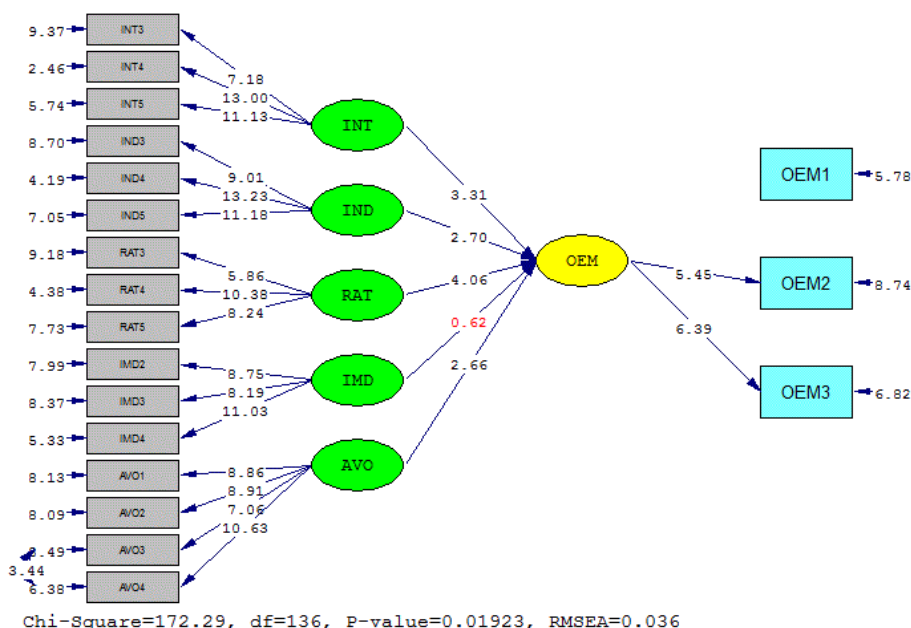 9.37 INT3
2.46 INT4
5.74 INT5
8.70 IND3
4.19 IND4
7.05 IND5
9.18 RAT3
4.38 RAT4
7.73 RAT5
7.99 IMD2
8.37 IMD3
5.33 IMD4
8.13 AVO1
8.09 AVO2
.49 AVO3
3.44
6.38 AVO4
7.18
13.00
11.13
9.01
13.23
11.18
5.86
10.38
8.24
8.75
8.19
11.03
8.86
8.91
7.06
10.63
INT
IND
RAT
IMD
AVO
3.31
2.70
4.06
0.62
2.66
OEM
5.45
6.39
OEM1 5.78
OEM2 8.74
OEM3 6.82
Chi-Square=172.29, df=136, P-value=0.01923, RMSEA=0.036